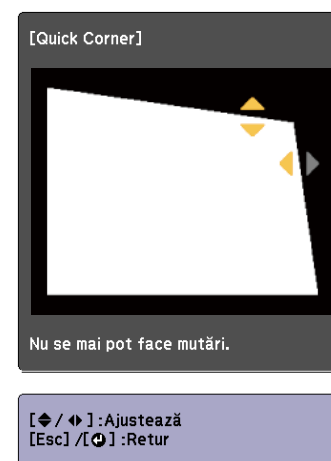 [Quick Corner]
Nu se mai pot face mutări.
[◆/◆]:Ajustează
[Esc] /[↵] :Retur